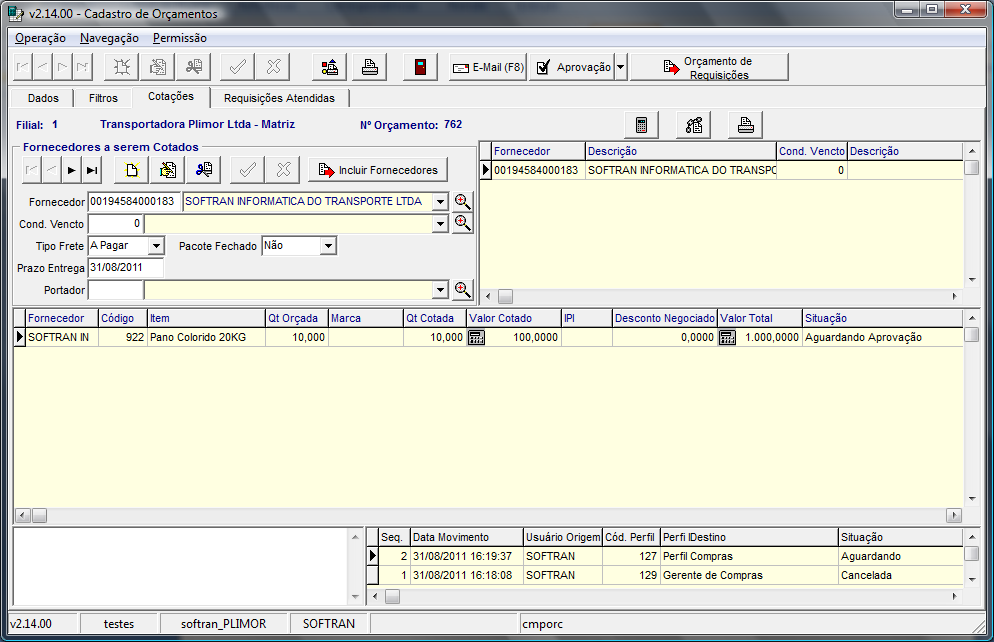 v2.14.00 - Cadastro de Orçamentos
Operação Navegação Permissão
E-Mail (F8) Aprovação Orçamento de Requisições
Dados Filtros Cotações Requisições Atendidas
Filial: 1 Transportadora Plimor Ltda - Matriz Nº Orçamento: 762
Fornecedores a serem Cotados
Incluir Fornecedores
Fornecedor 00194584000183 SOFTRAN INFORMATICA DO TRANSPORTE LTDA
Cond. Vencto 0
Tipo Frete A Pagar Pacote Fechado Não
Prazo Entrega 31/08/2011
Portador
Fornecedor Descrição Cond. Vencto Descrição
00194584000183 SOFTRAN INFORMATICA DO TRANSPO 0
Fornecedor Código Item Qt Orçada Marca Qt Cotada Valor Cotado IPI Desconto Negociado Valor Total Situação
SOFTRAN IN 922 Pano Colorido 20KG 10,000 10,000 100,0000 0,0000 1.000,0000 Aguardando Aprovação
Seq. Data Movimento Usuário Origem Cód. Perfil Perfi lDestino Situação
2 31/08/2011 16:19:37 SOFTRAN 127 Perfil Compras Aguardando
1 31/08/2011 16:18:08 SOFTRAN 129 Gerente de Compras Cancelada
v2.14.00 testes softran_PLIMOR SOFTRAN cmporc